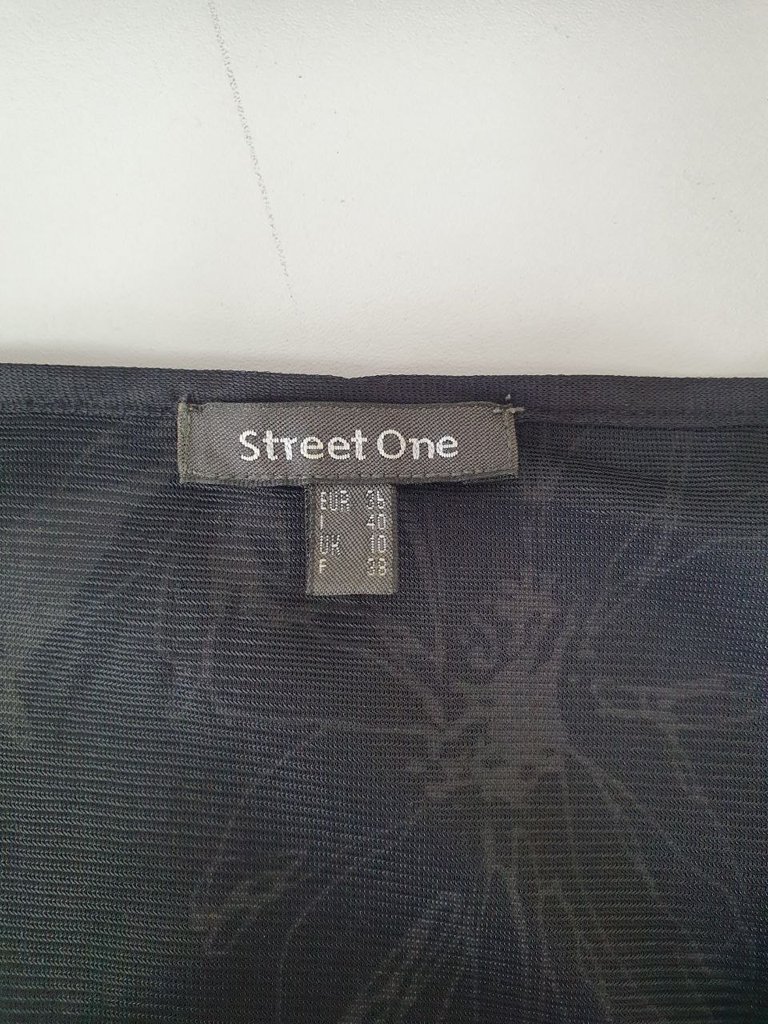 Street One
EUR 36
I 40
UK 10
F 38